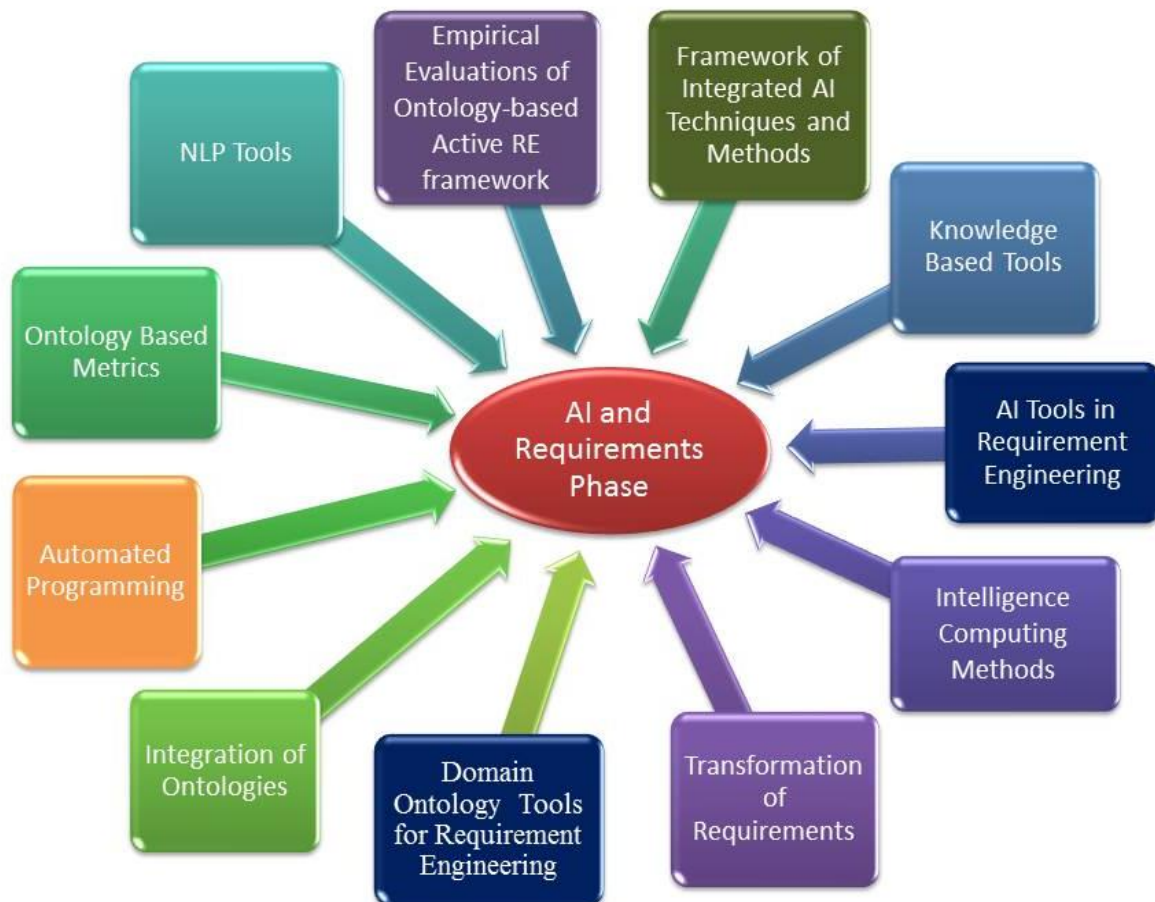 Empirical
Evaluations of
Ontology-based
Active RE
framework
Framework of
Integrated AI
Techniques and
Methods
NLP Tools
Knowledge
Based Tools
Ontology Based
Metrics
AI and
Requirements
Phase
AI Tools in
Requirement
Engineering
Automated
Programming
Intelligence
Computing
Methods
Integration of
Ontologies
Domain
Ontology Tools
for Requirement
Engineering
Transformation
of
Requirements